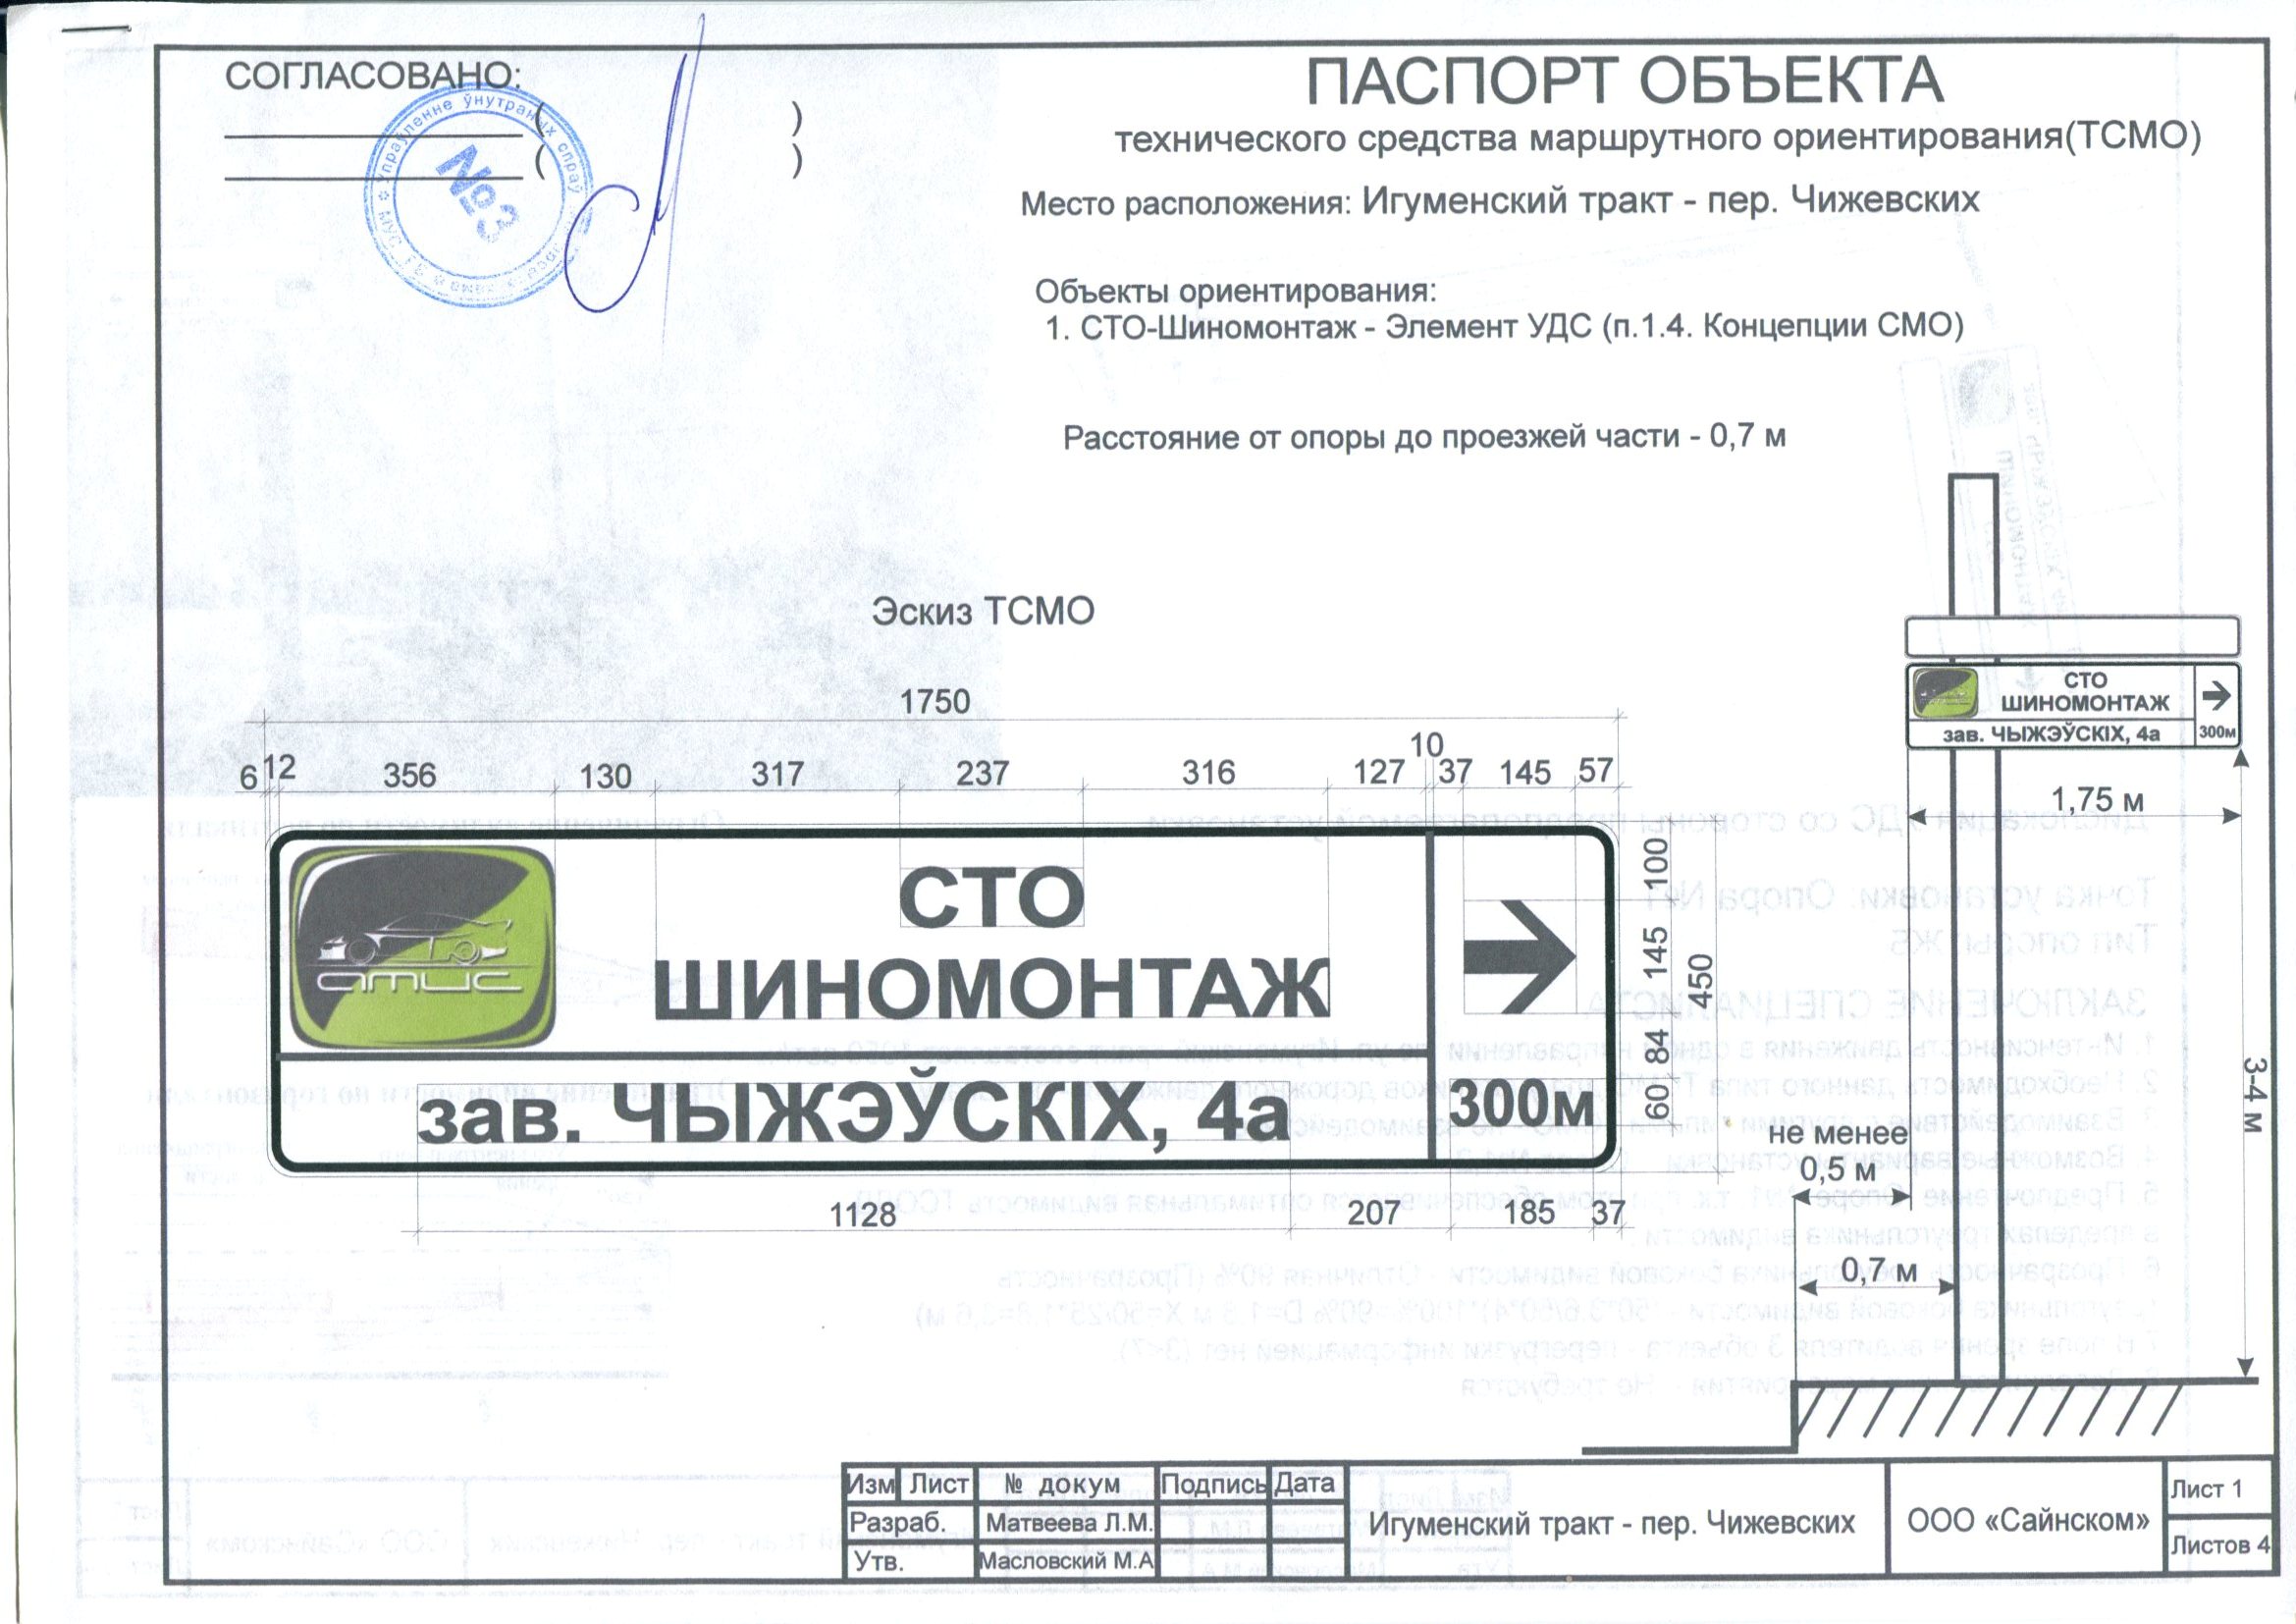 СОГЛАСОВАНО:
( )
( )
Упраўленне ўнутраных спраў
№3
ПАСПОРТ ОБЪЕКТА
технического средства маршрутного ориентирования(ТСМО)
Место расположения: Игуменский тракт - пер. Чижевских
Объекты ориентирования:
1. СТО-Шиномонтаж - Элемент УДС (п.1.4. Концепции СМО)
Расстояние от опоры до проезжей части - 0,7 м
Эскиз ТСМО
1750
6 12 356 130 317 237 316 127 10 37 145 57
атис
СТО
ШИНОМОНТАЖ
зав. ЧЫЖЭЎСКІХ, 4а
300м
60 84 145 100
450
1128 207 185 37
СТО
ШИНОМОНТАЖ
зав. ЧЫЖЭЎСКІХ, 4а
300м
1,75 м
3-4 м
не менее
0,5 м
0,7 м
Изм Лист № докум Подпись Дата
Разраб. Матвеева Л.М.
Утв. Масловский М.А
Игуменский тракт - пер. Чижевских
ООО «Сайнском»
Лист 1
Листов 4